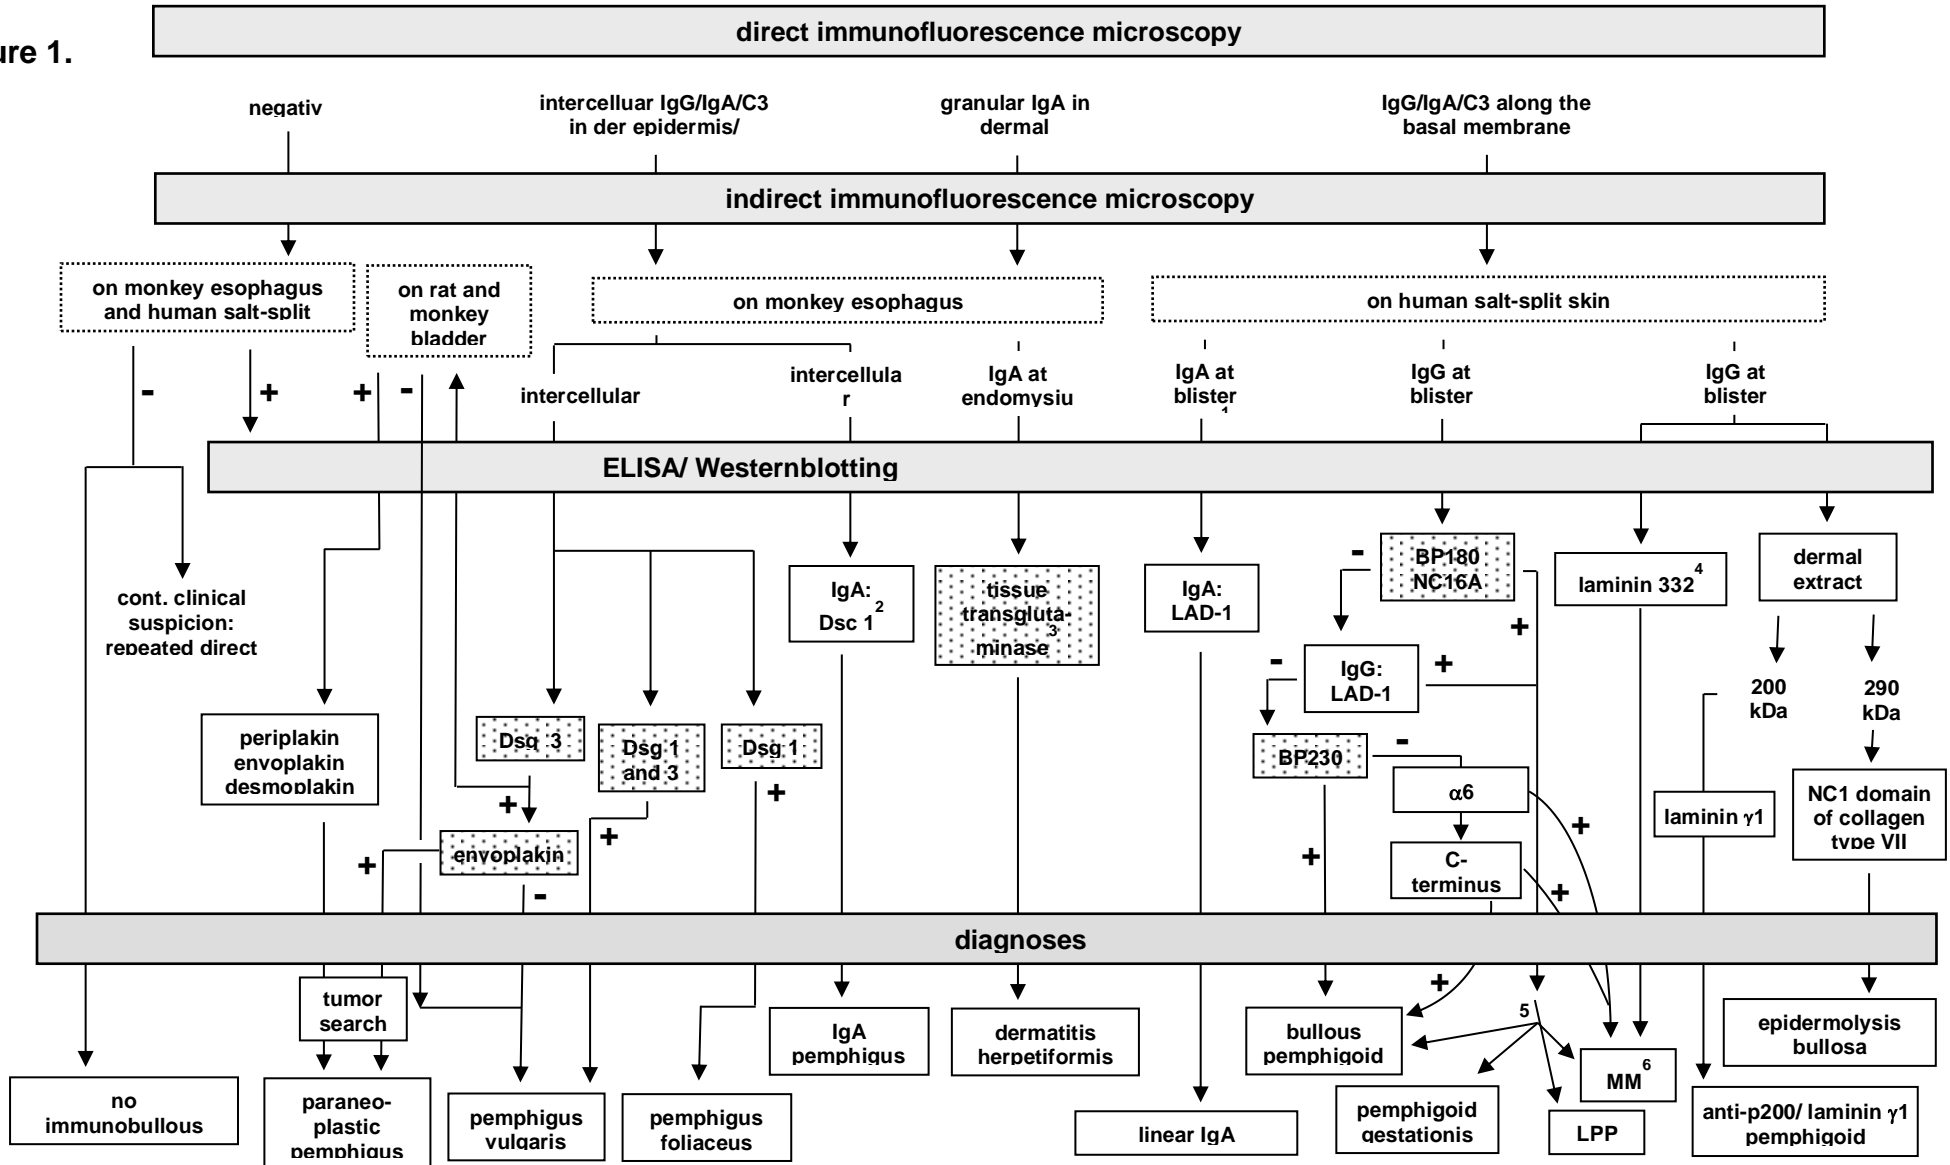 direct immunofluorescence microscopy
ure 1.
negativ
intercelluar IgG/IgA/C3
in der epidermis/
granular IgA in
dermal
IgG/IgA/C3 along the
basal membrane
indirect immunofluorescence microscopy
on monkey esophagus
and human salt-split
on rat and
monkey
bladder
on monkey esophagus
on human salt-split skin
-
+
+
-
intercellular
intercellula
r
IgA at
endomysiu
IgA at
blister
1
IgG at
blister
IgG at
blister
ELISA/ Westernblotting
cont. clinical
suspicion:
repeated direct
IgA:
Dsc 1 2
tissue
transgluta-
3
minase
IgA:
LAD-1
-
BP180
NC16A
+
laminin 332 4
dermal
extract
-
IgG:
LAD-1
+
200
kDa
290
kDa
periplakin
envoplakin
desmoplakin
Dsg 3
Dsg 1
and 3
Dsg 1
+
+
+
BP230
-
α6
+
laminin γ1
NC1 domain
of collagen
type VII
+
envoplakin
-
+
C-
terminus
+
diagnoses
tumor
search
+
5
no
immunobullous
paraneo-
plastic
pemphigus
pemphigus
vulgaris
pemphigus
foliaceus
IgA
pemphigus
dermatitis
herpetiformis
linear IgA
bullous
pemphigoid
pemphigoid
gestationis
LPP
MM 6
anti-p200/ laminin γ1
pemphigoid
epidermolysis
bullosa